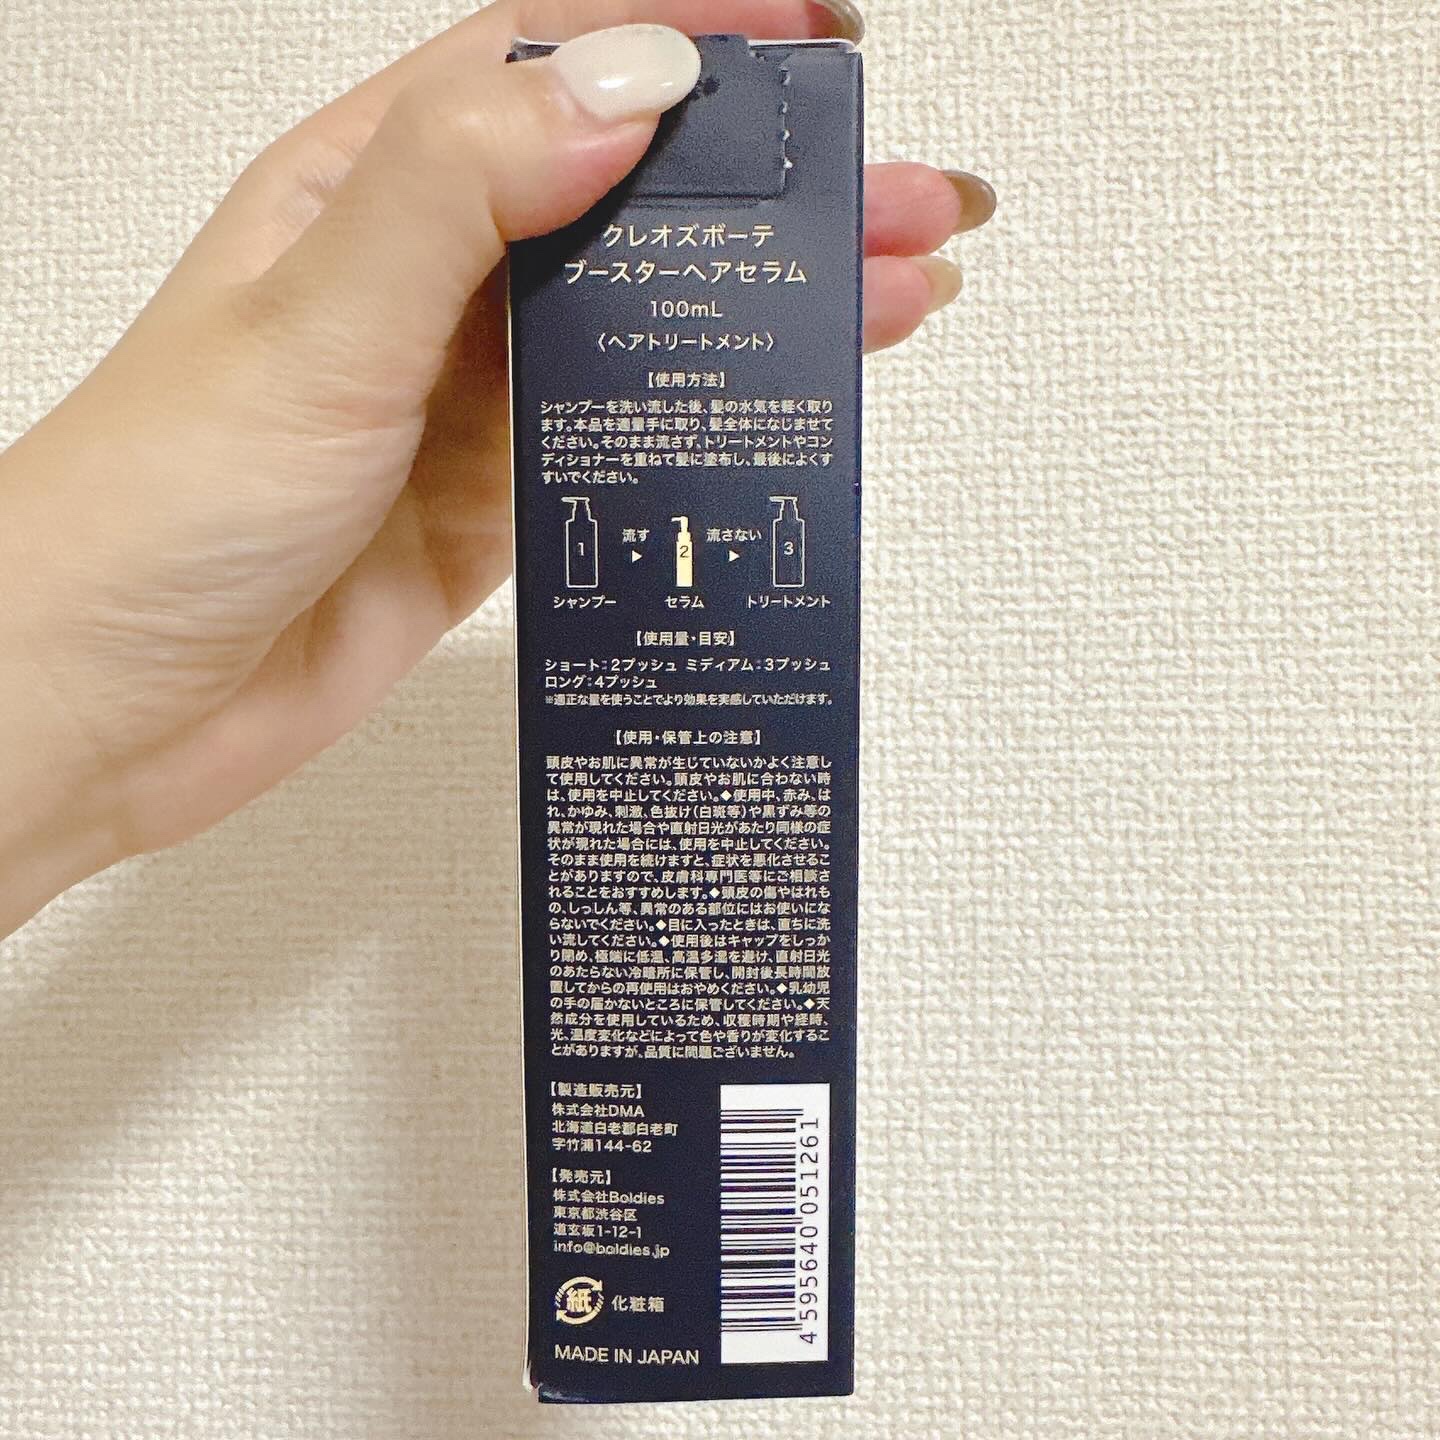 クレオズボーテ
ブースターヘアセラム
100mL
〈ヘアトリートメント〉
【使用方法】
シャンプーを洗い流した後、髪の水気を軽く取り
ます。本品を適量手に取り、髪全体になじませて
ください。そのまま流さず、トリートメントやコン
ディショナーを重ねて髪に塗布し、最後によくす
すいでください。
1 流す 2 流さない 3
シャンプー セラム トリートメント
【使用量・目安】
ショート：2プッシュ ミディアム：3プッシュ
ロング：4プッシュ
※適正な量を使うことでより効果を実感していただけます。
【使用・保管上の注意】
頭皮やお肌に異常が生じていないかよく注意し
て使用してください。頭皮やお肌に合わない時
は、使用を中止してください。◆使用中、赤み、は
れ、かゆみ、刺激、色抜け(白斑等)や黒ずみ等の
異常が現れた場合や直射日光があたり同様の症
状が現れた場合には、使用を中止してください。
そのまま使用を続けますと、症状を悪化させるこ
とがありますので、皮膚科専門医等にご相談さ
れることをおすすめします。◆頭皮の傷やはれも
の、しっしん等、異常のある部位にはお使いにな
らないでください。◆目に入ったときは、直ちに洗
い流してください。◆使用後はキャップをしっか
り閉め、極端に低温、高温多湿を避け、直射日光
のあたらない冷暗所に保管し、開封後長時間放
置してからの再使用はおやめください。◆乳幼児
の手の届かないところに保管してください。◆天
然成分を使用しているため、収穫時期や経時、
光、温度変化などによって色や香りが変化するこ
とがありますが、品質に問題ございません。
【製造販売元】
株式会社DMA
北海道白老郡白老町
字竹浦144-62
【発売元】
株式会社Boldies
東京都渋谷区
道玄坂1-12-1
info@boldies.jp
紙 化粧箱
MADE IN JAPAN
4595640051261